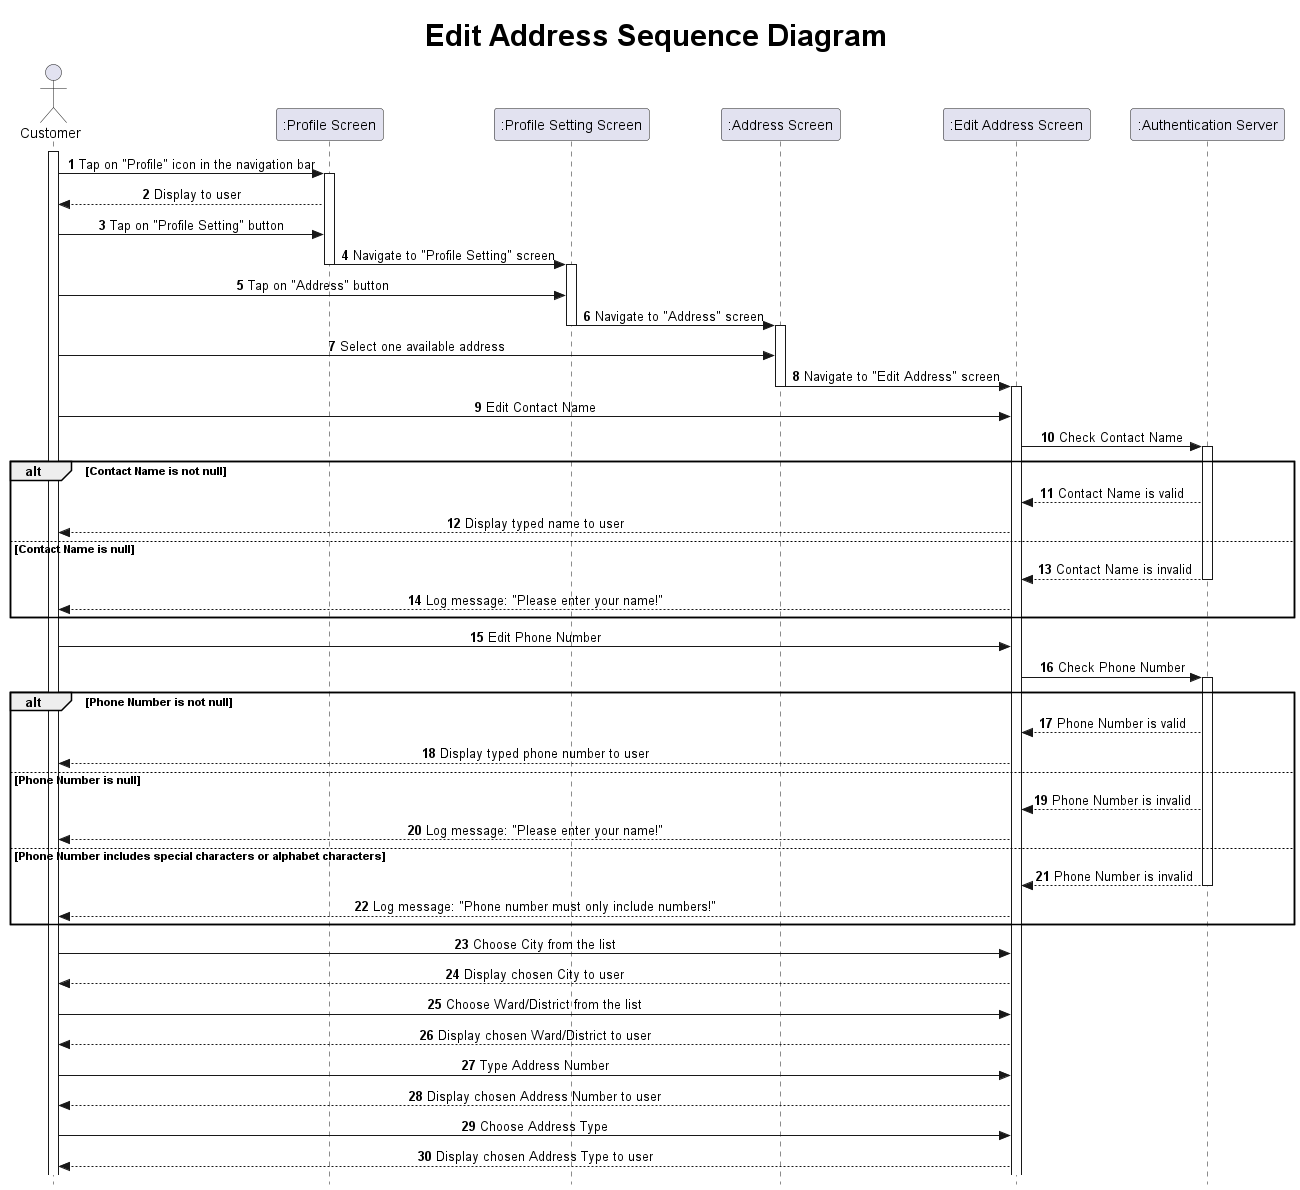 Edit Address Sequence Diagram
Customer
:Profile Screen
:Profile Setting Screen
:Address Screen
:Edit Address Screen
:Authentication Server
1 Tap on "Profile" icon in the navigation bar
2 Display to user
3 Tap on "Profile Setting" button
4 Navigate to "Profile Setting" screen
5 Tap on "Address" button
6 Navigate to "Address" screen
7 Select one available address
8 Navigate to "Edit Address" screen
9 Edit Contact Name
10 Check Contact Name
alt [Contact Name is not null]
11 Contact Name is valid
12 Display typed name to user
[Contact Name is null]
13 Contact Name is invalid
14 Log message: "Please enter your name!"
15 Edit Phone Number
16 Check Phone Number
alt [Phone Number is not null]
17 Phone Number is valid
18 Display typed phone number to user
[Phone Number is null]
19 Phone Number is invalid
20 Log message: "Please enter your name!"
[Phone Number includes special characters or alphabet characters]
21 Phone Number is invalid
22 Log message: "Phone number must only include numbers!"
23 Choose City from the list
24 Display chosen City to user
25 Choose Ward/District from the list
26 Display chosen Ward/District to user
27 Type Address Number
28 Display chosen Address Number to user
29 Choose Address Type
30 Display chosen Address Type to user